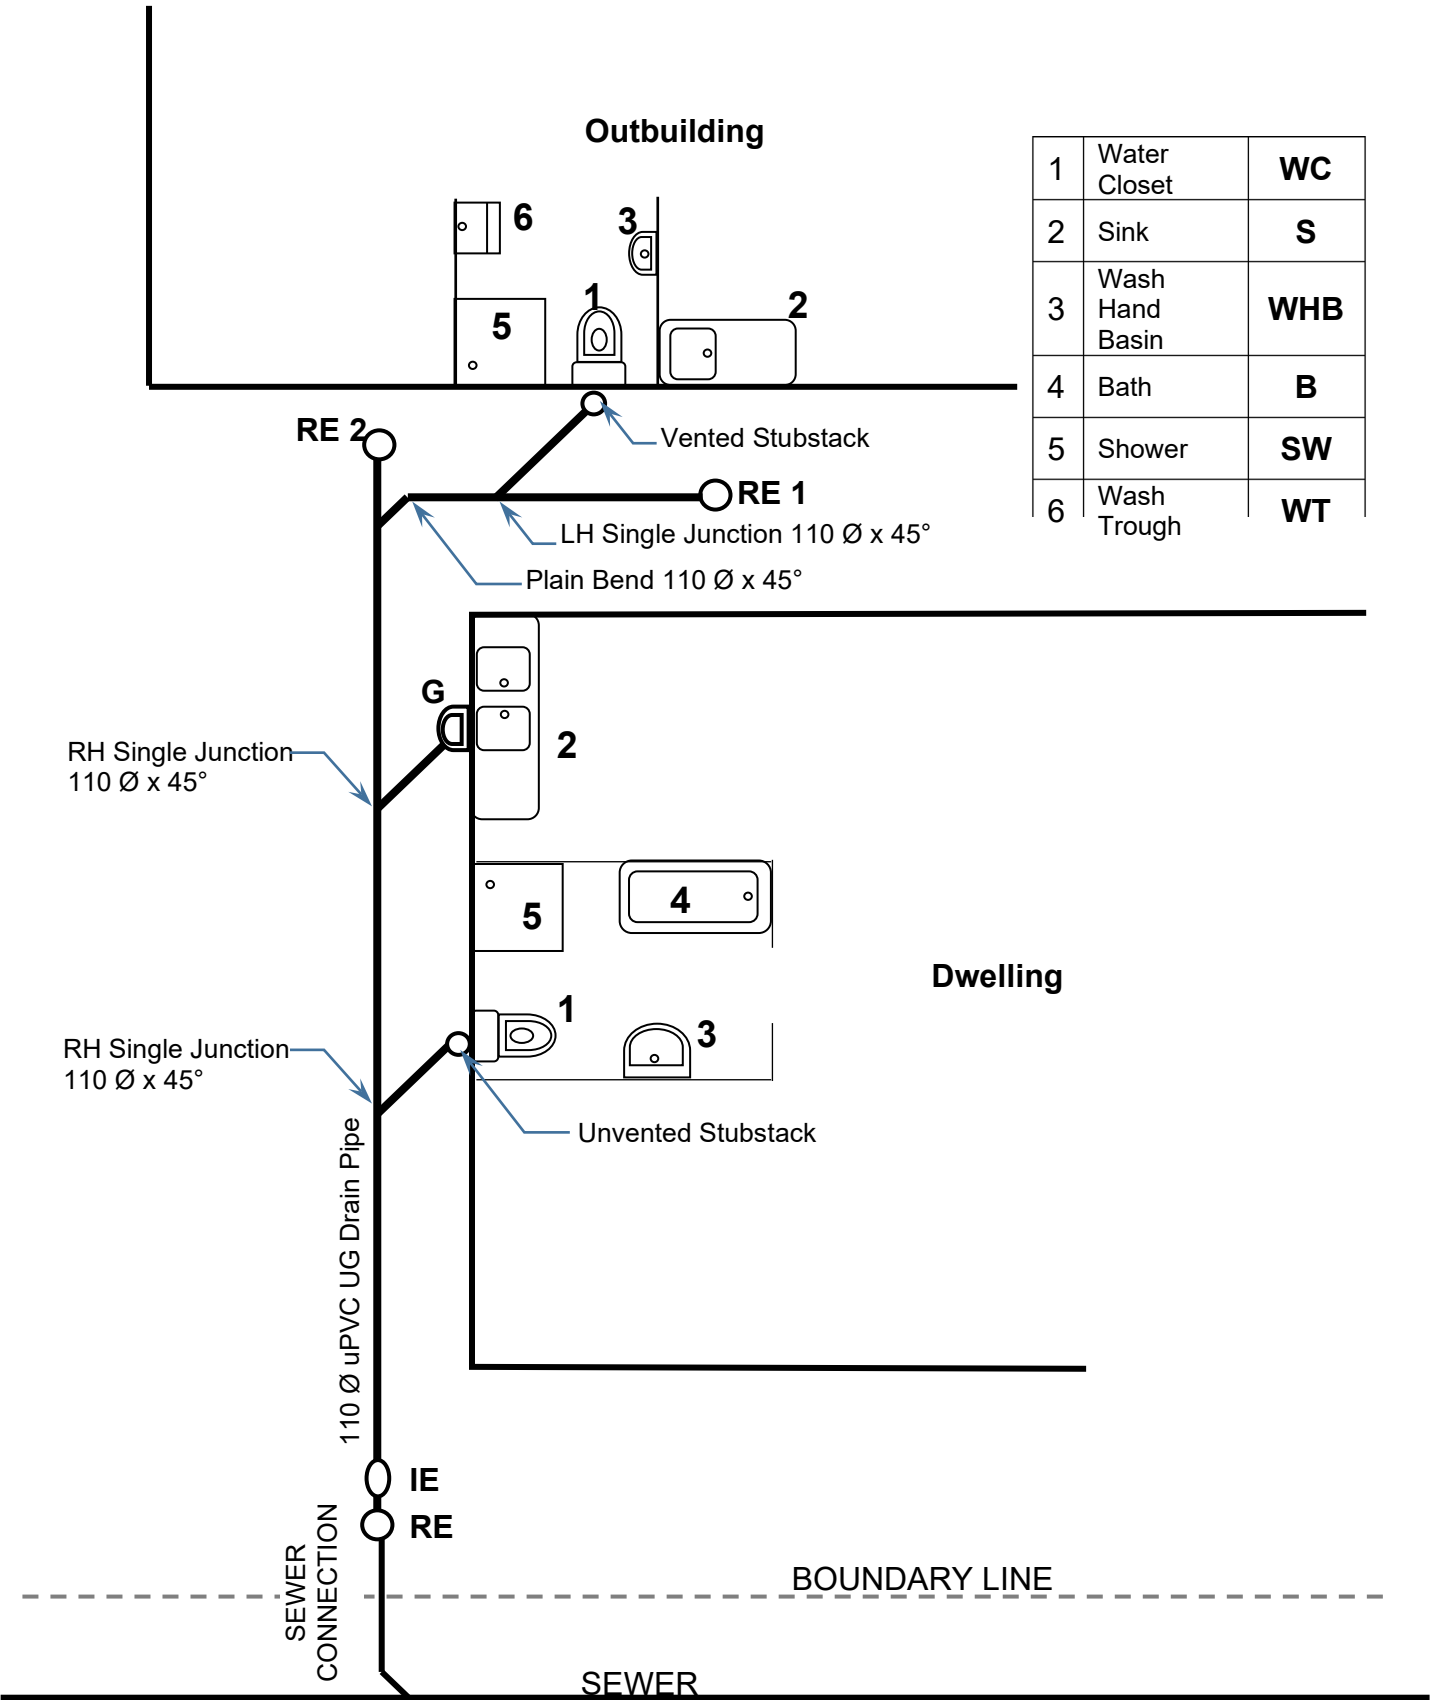 Outbuilding
1 Water Closet WC
2 Sink S
3 Wash Hand Basin WHB
4 Bath B
5 Shower SW
6 Wash Trough WT
6
3
1
5
2
RE 2
Vented Stubstack
RE 1
LH Single Junction 110 Ø x 45°
Plain Bend 110 Ø x 45°
G
2
RH Single Junction
110 Ø x 45°
5
4
Dwelling
1
3
RH Single Junction
110 Ø x 45°
Unvented Stubstack
110 Ø uPVC UG Drain Pipe
IE
RE
SEWER
CONNECTION
BOUNDARY LINE
SEWER